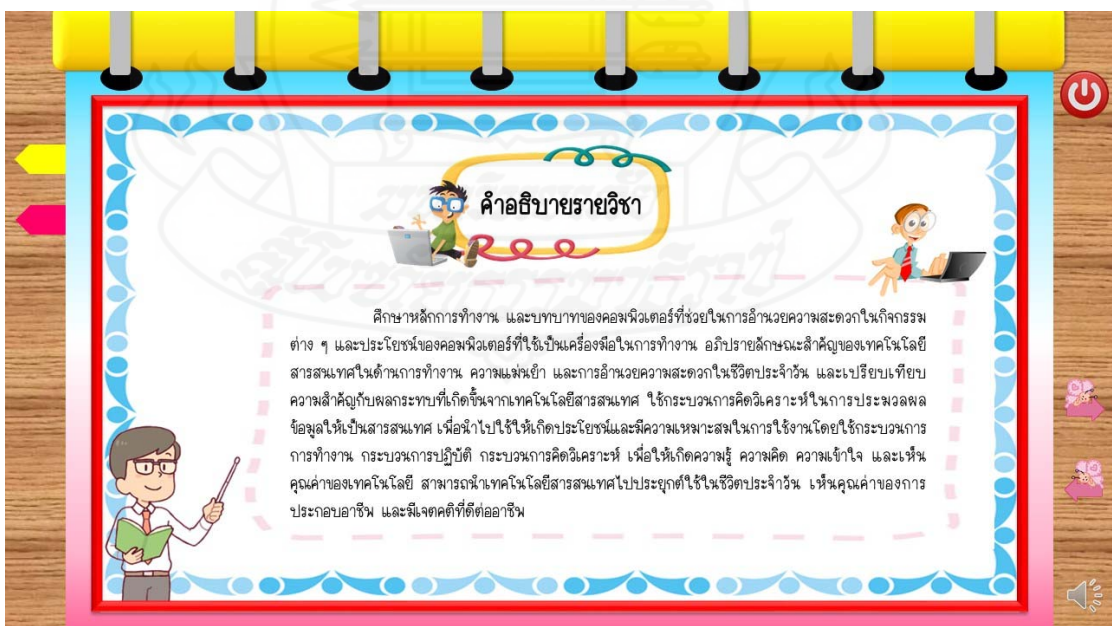 คำอธิบายรายวิชา
ศึกษาหลักการทำงาน และบทบาทของคอมพิวเตอร์ที่ช่วยในการอำนวยความสะดวกในกิจกรรม
ต่าง ๆ และประโยชน์ของคอมพิวเตอร์ที่ใช้เป็นเครื่องมือในการทำงาน อภิปรายลักษณะสำคัญของเทคโนโลยี
สารสนเทศในด้านการทำงาน ความแม่นยำ และการอำนวยความสะดวกในชีวิตประจำวัน และเปรียบเทียบ
ความสำคัญกับผลกระทบที่เกิดขึ้นจากเทคโนโลยีสารสนเทศ ใช้กระบวนการคิดวิเคราะห์ในการประมวลผล
ข้อมูลให้เป็นสารสนเทศ เพื่อนำไปใช้ให้เกิดประโยชน์และมีความเหมาะสมในการใช้งานโดยใช้กระบวนการ
การทำงาน กระบวนการปฏิบัติ กระบวนการคิดวิเคราะห์ เพื่อให้เกิดความรู้ ความคิด ความเข้าใจ และเห็น
คุณค่าของเทคโนโลยี สามารถนำเทคโนโลยีสารสนเทศไปประยุกต์ใช้ในชีวิตประจำวัน เห็นคุณค่าของการ
ประกอบอาชีพ และมีเจตคติที่ดีต่ออาชีพ